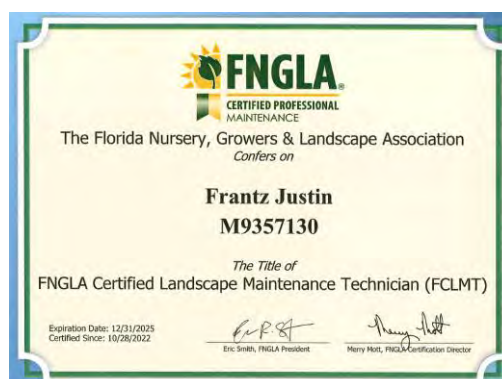 FNGLA
CERTIFIED PROFESSIONAL
MAINTENANCE
The Florida Nursery, Growers & Landscape Association
Confers on
Frantz Justin
M9357130
The Title of
FNGLA Certified Landscape Maintenance Technician (FCLMT)
Expiration Date: 12/31/2025
Certified Since: 10/28/2022
Eric Smith, FNGLA President
Merry Mott, FNGLA Certification Director